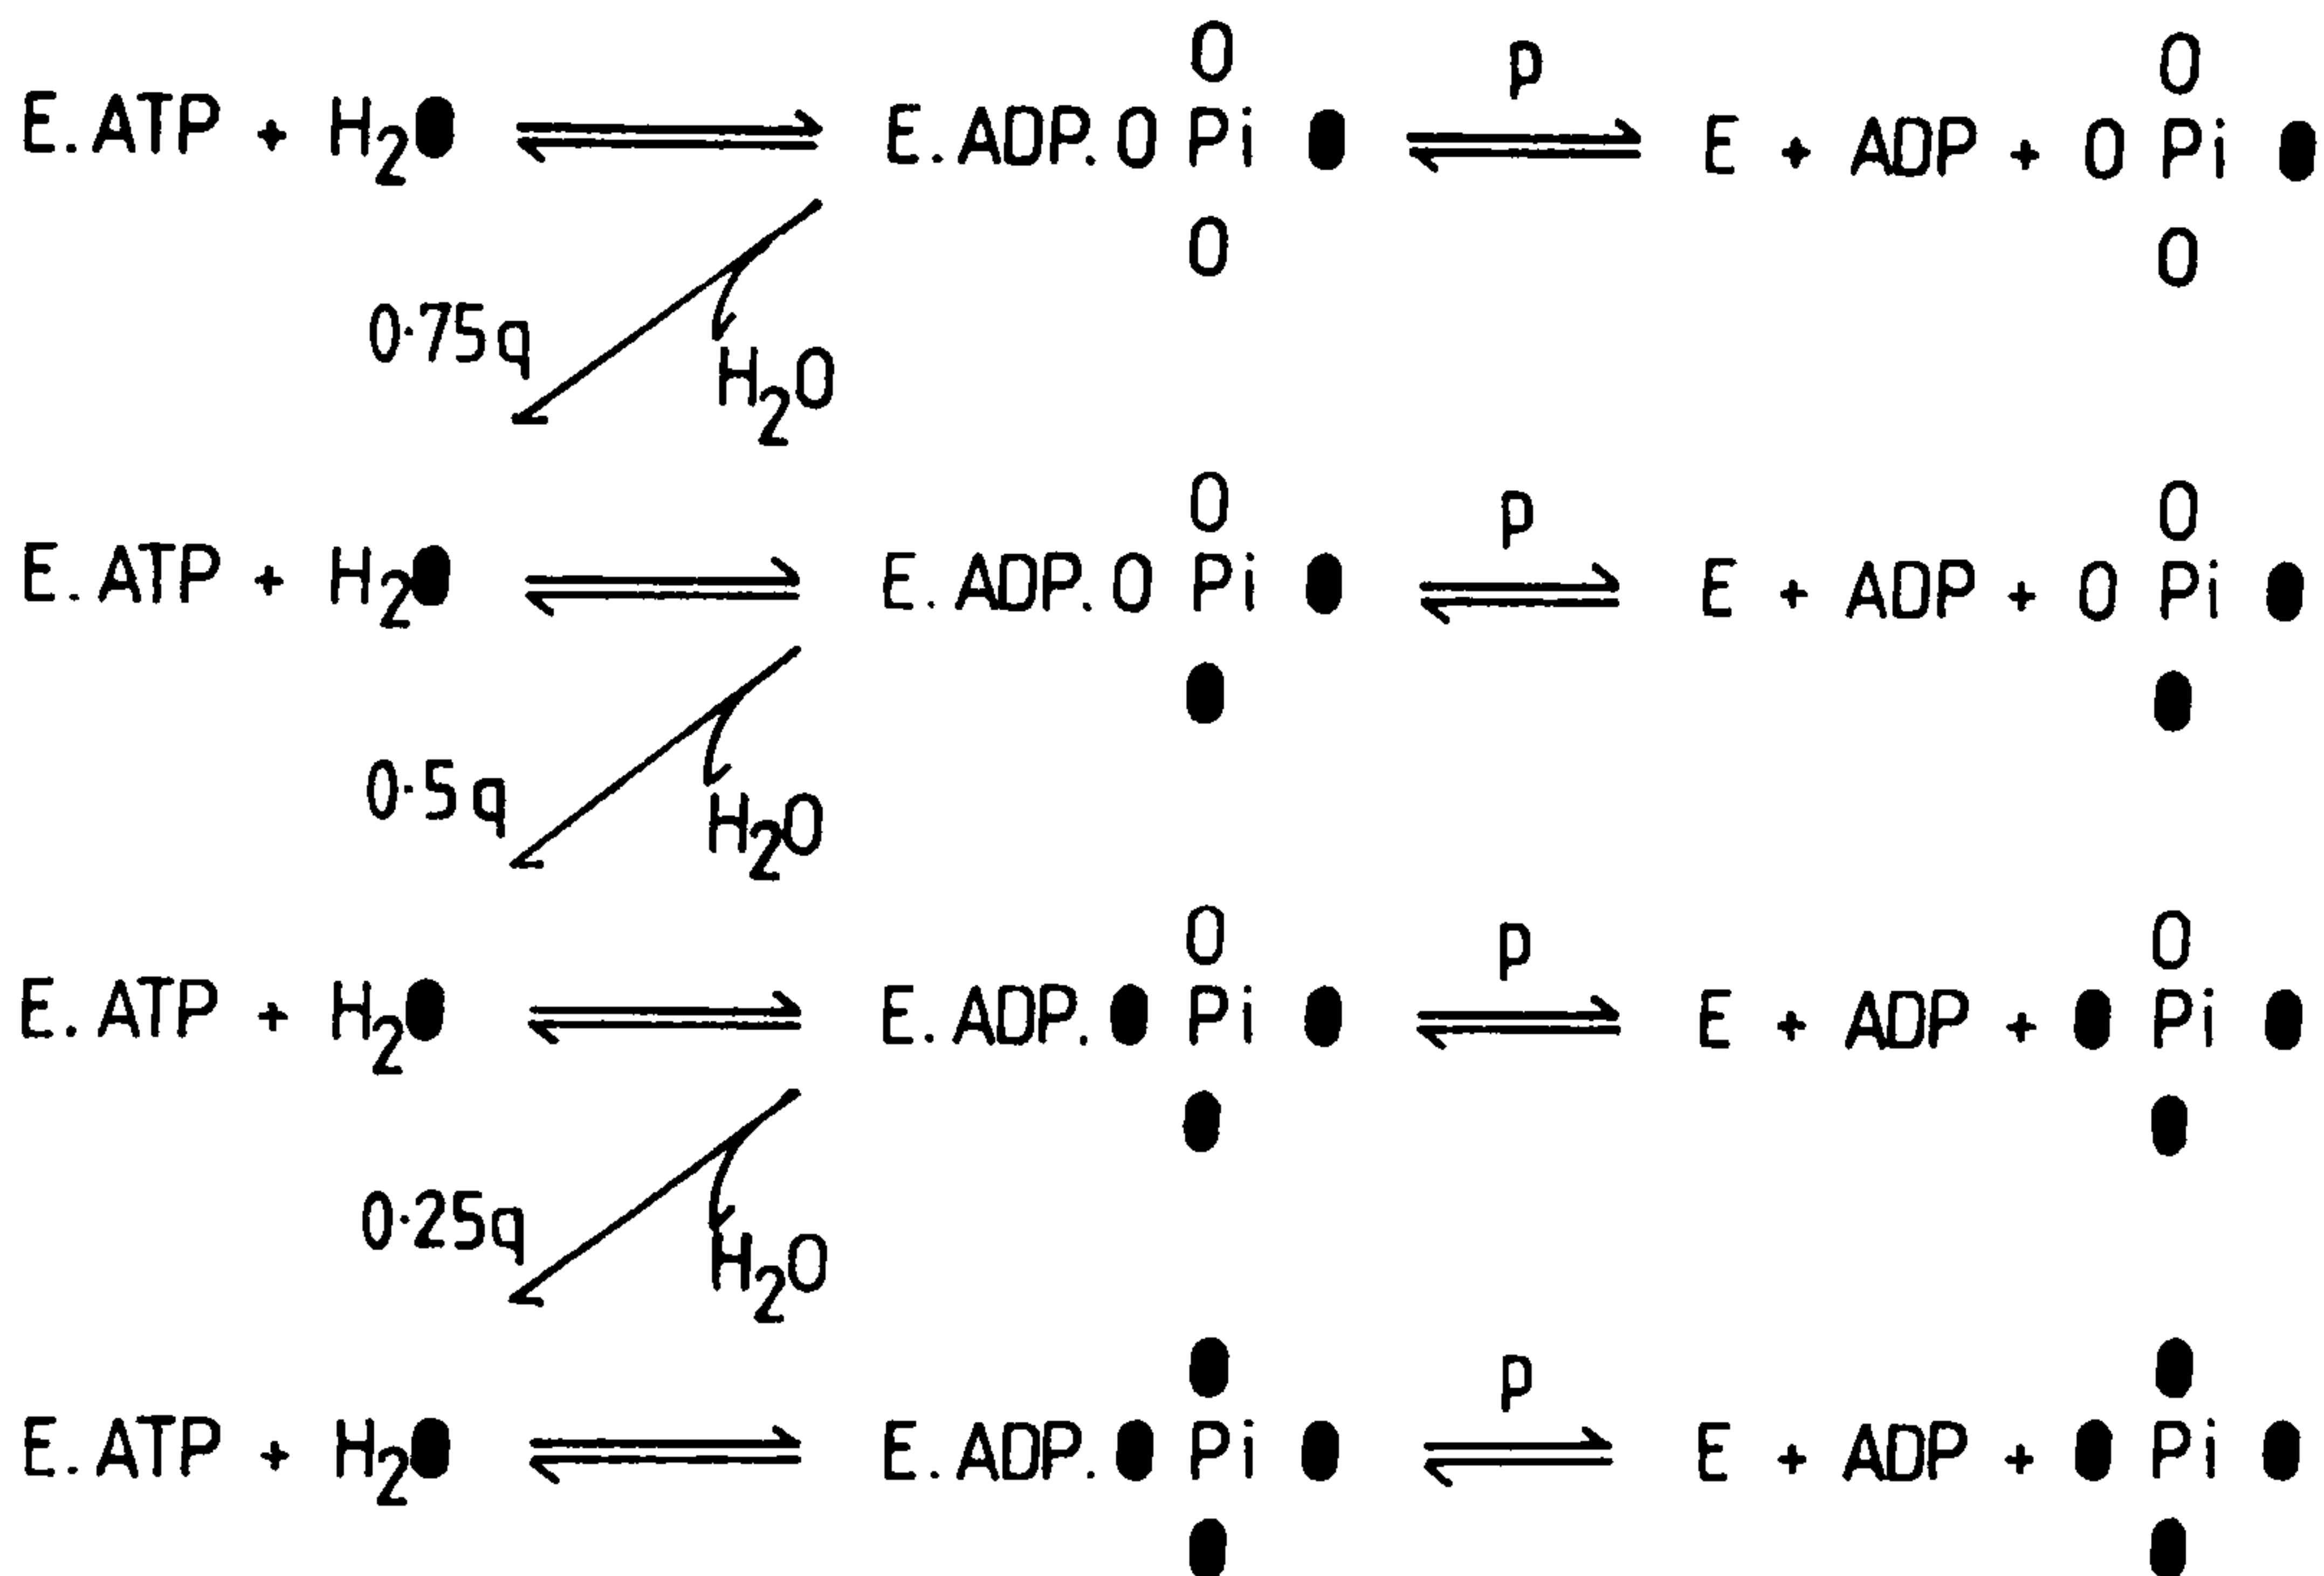 O p O
E. ATP + H2● E. ADP. O Pi ● E + ADP + O Pi ●
O O
0·75q H2O
O p O
E. ATP + H2● E. ADP. O Pi ● E + ADP + O Pi ●
● ●
0·5q H2O
O p O
E. ATP + H2● E. ADP. ● Pi ● E + ADP + ● Pi ●
● ●
0·25q H2O
● p ●
E. ATP + H2● E. ADP. ● Pi ● E + ADP + ● Pi ●
● ●